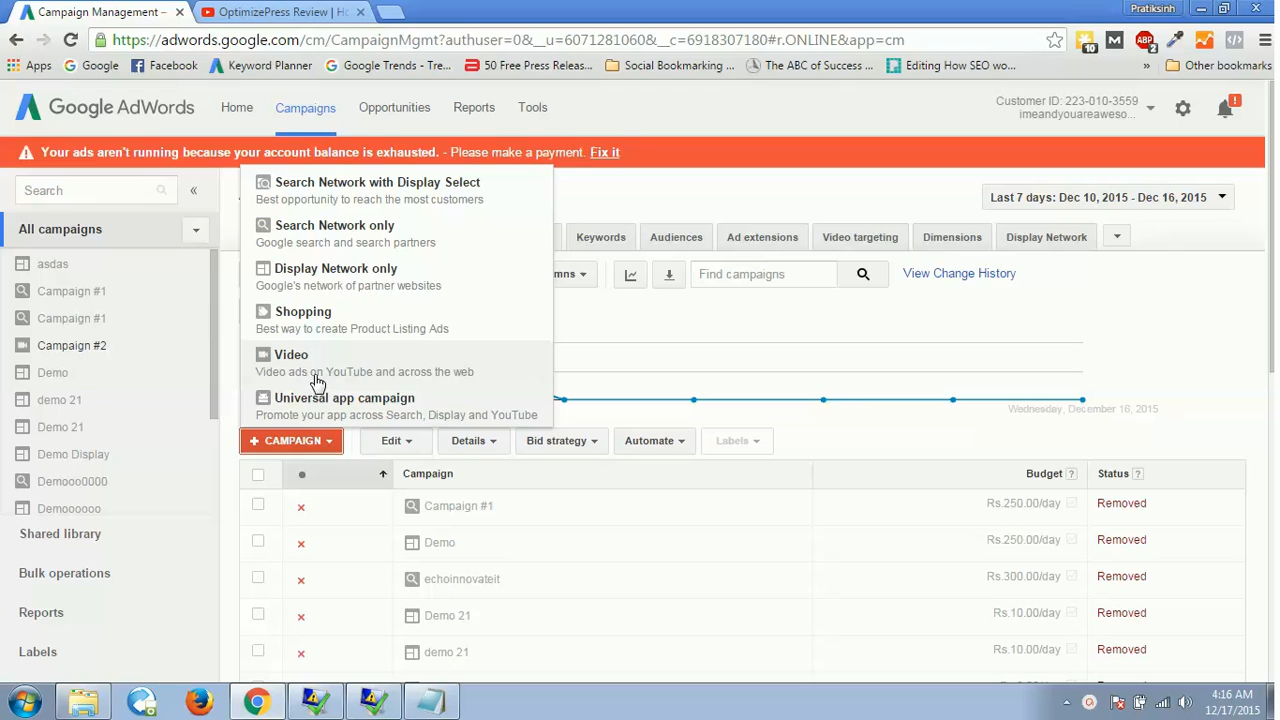 Campaign Management –
OptimizePress Review | Ho
Pratiksinh
https://adwords.google.com/cm/CampaignMgmt?authuser=0&__u=6071281060&__c=6918307180#r.ONLINE&app=cm
10
2
Apps
Google
Facebook
Keyword Planner
Google Trends - Tre...
50 Free Press Releas...
Social Bookmarking ...
The ABC of Success ...
Editing How SEO wo...
»
Other bookmarks
Google AdWords
Home
Campaigns
Opportunities
Reports
Tools
Customer ID: 223-010-3559
imeandyouareaweso...
Your ads aren't running because your account balance is exhausted. - Please make a payment. Fix it
Search
«
All campaigns
asdas
Campaign #1
Campaign #1
Campaign #2
Demo
demo 21
Demo 21
Demo Display
Demooo0000
Demoooooo
Shared library
Bulk operations
Reports
Labels
Search Network with Display Select
Best opportunity to reach the most customers
Search Network only
Google search and search partners
Display Network only
Google's network of partner websites
Shopping
Best way to create Product Listing Ads
Video
Video ads on YouTube and across the web
Universal app campaign
Promote your app across Search, Display and YouTube
Last 7 days: Dec 10, 2015 - Dec 16, 2015
Keywords
Audiences
Ad extensions
Video targeting
Dimensions
Display Network
mns
Find campaigns
View Change History
Wednesday, December 16, 2015
+ CAMPAIGN
Edit
Details
Bid strategy
Automate
Labels
Campaign
Budget ?
Status ?
Campaign #1
Rs.250.00/day
Removed
Demo
Rs.250.00/day
Removed
echoinnovateit
Rs.300.00/day
Removed
Demo 21
Rs.10.00/day
Removed
demo 21
Rs.10.00/day
Removed
4:16 AM
12/17/2015